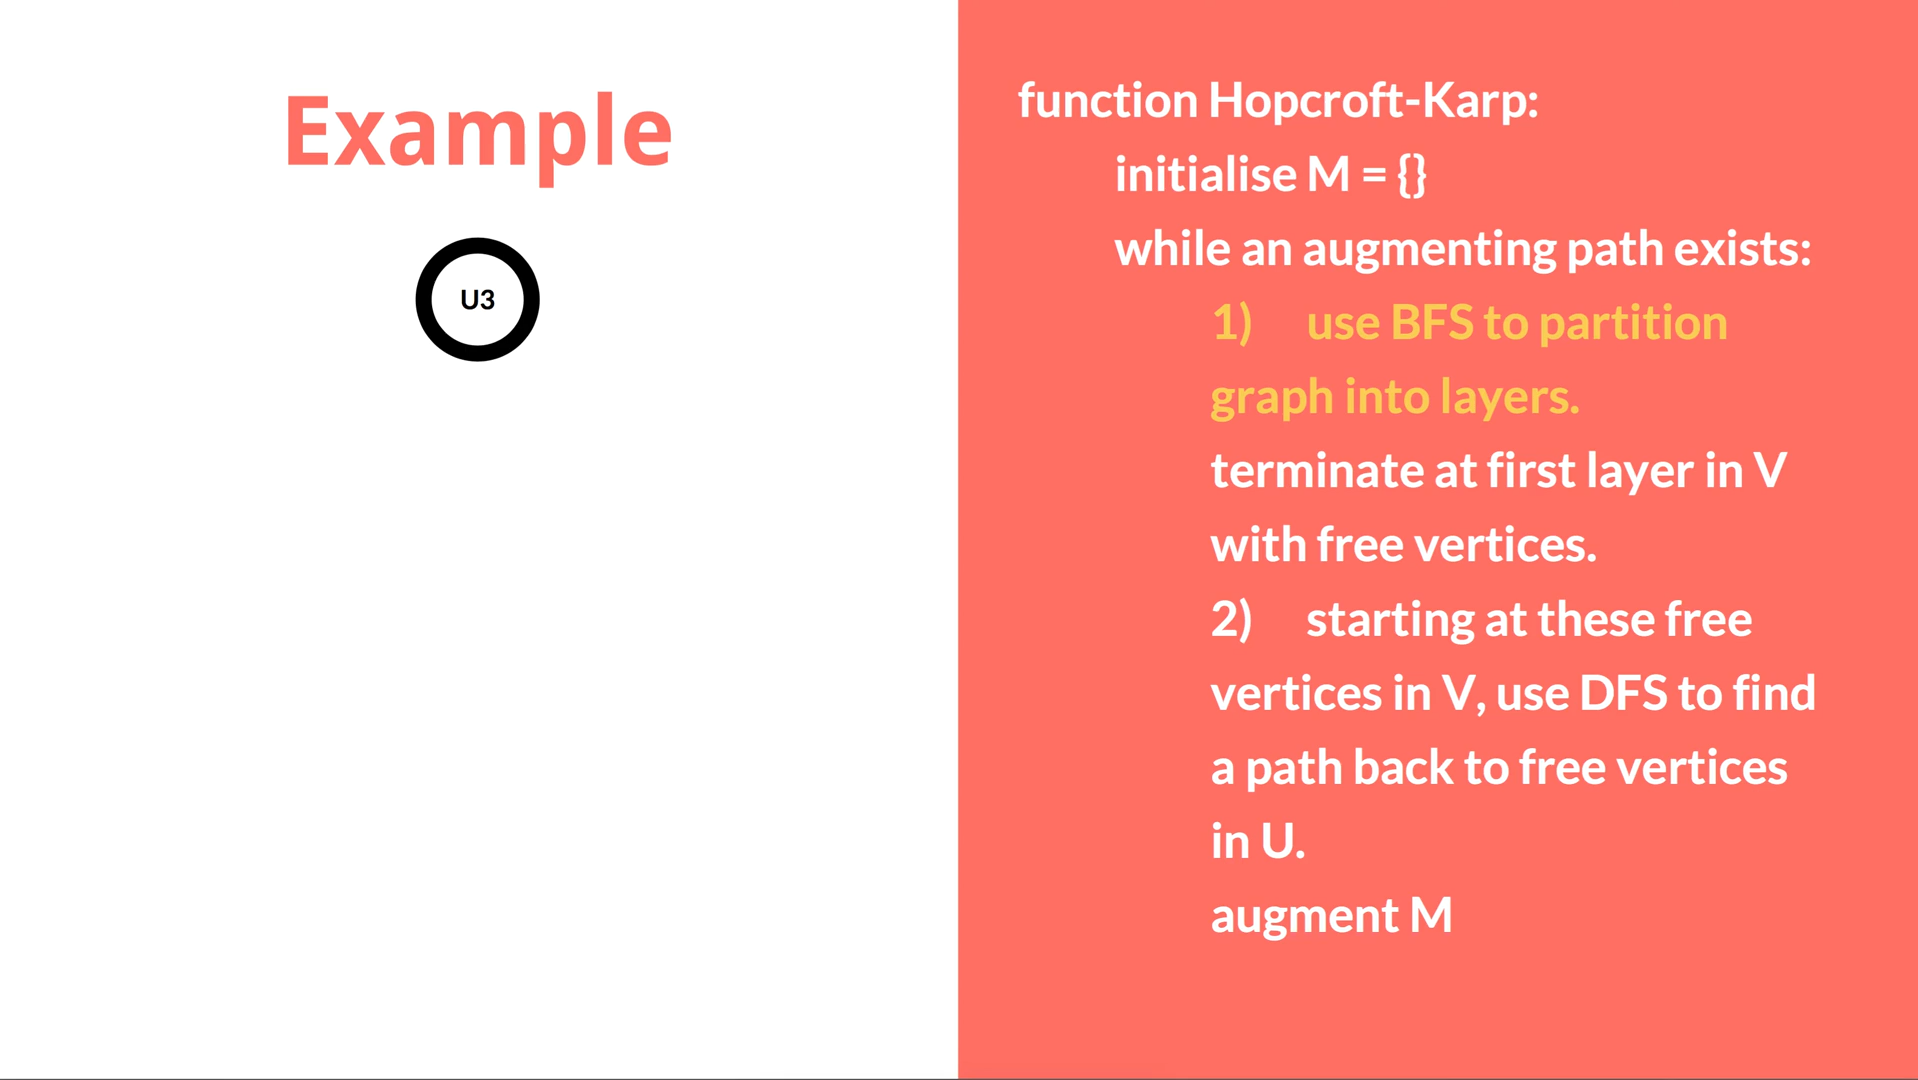 Example
U3
function Hopcroft-Karp:
initialise M = {}
while an augmenting path exists:
1) use BFS to partition
graph into layers.
terminate at first layer in V
with free vertices.
2) starting at these free
vertices in V, use DFS to find
a path back to free vertices
in U.
augment M